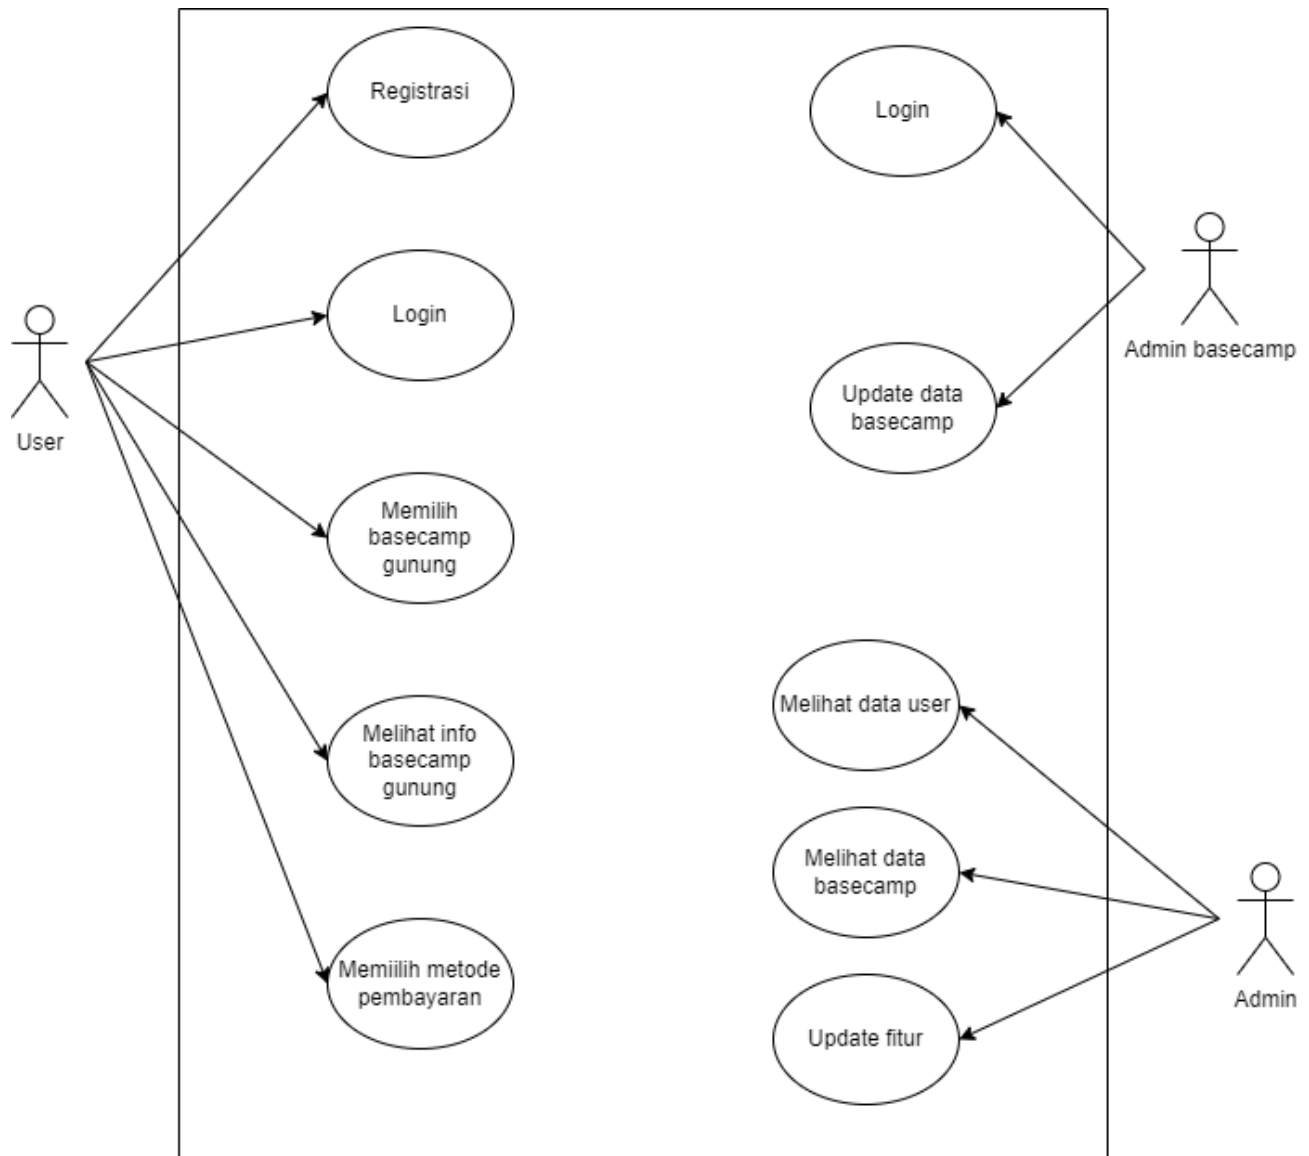 Registrasi
Login
Login
User
Admin basecamp
Update data
basecamp
Memilih
basecamp
gunung
Melihat info
basecamp
gunung
Melihat data user
Melihat data
basecamp
Memiilih metode
pembayaran
Update fitur
Admin